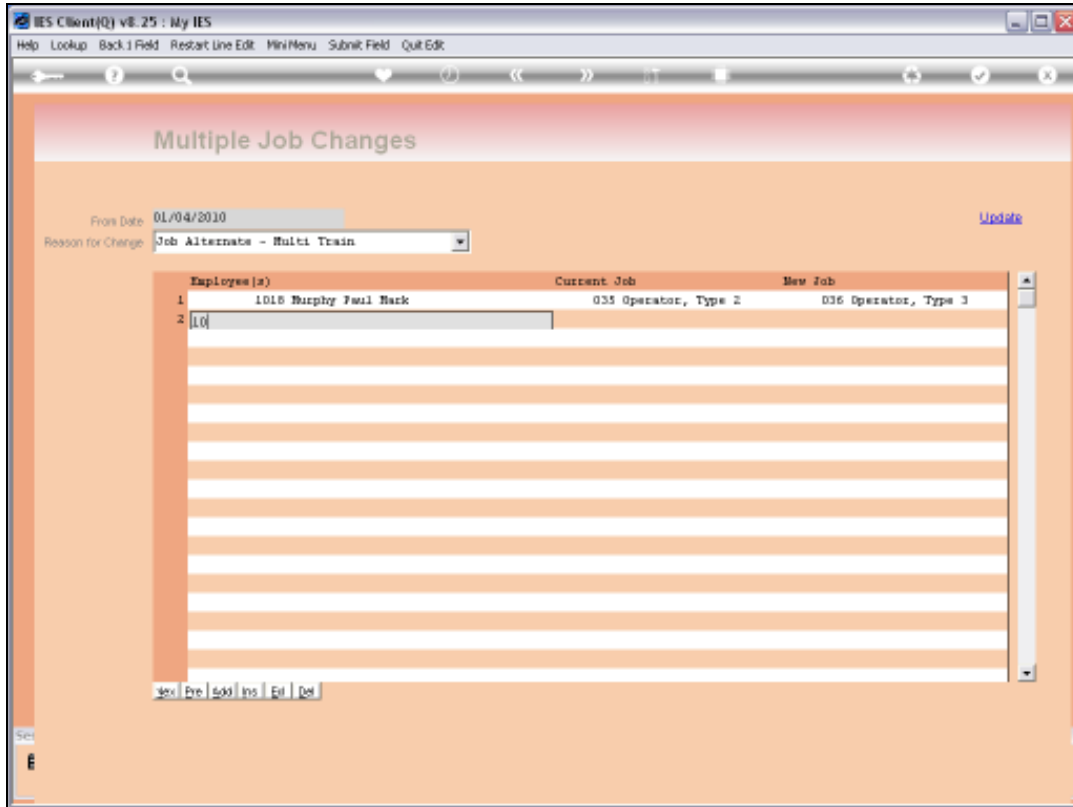 IES Client(Q) v8.25 : My IES
Help Lookup Back 1 Field Restart Line Edit MiniMenu Submit Field Quit Edit
Multiple Job Changes
From Date 01/04/2010 Update
Reason for Change Job Alternate - Multi Train
Employee(s) Current Job New Job
1 1018 Murphy Paul Mark 035 Operator, Type 2 036 Operator, Type 3
2 10
Nex Pre Add Ins Ed Del
Se